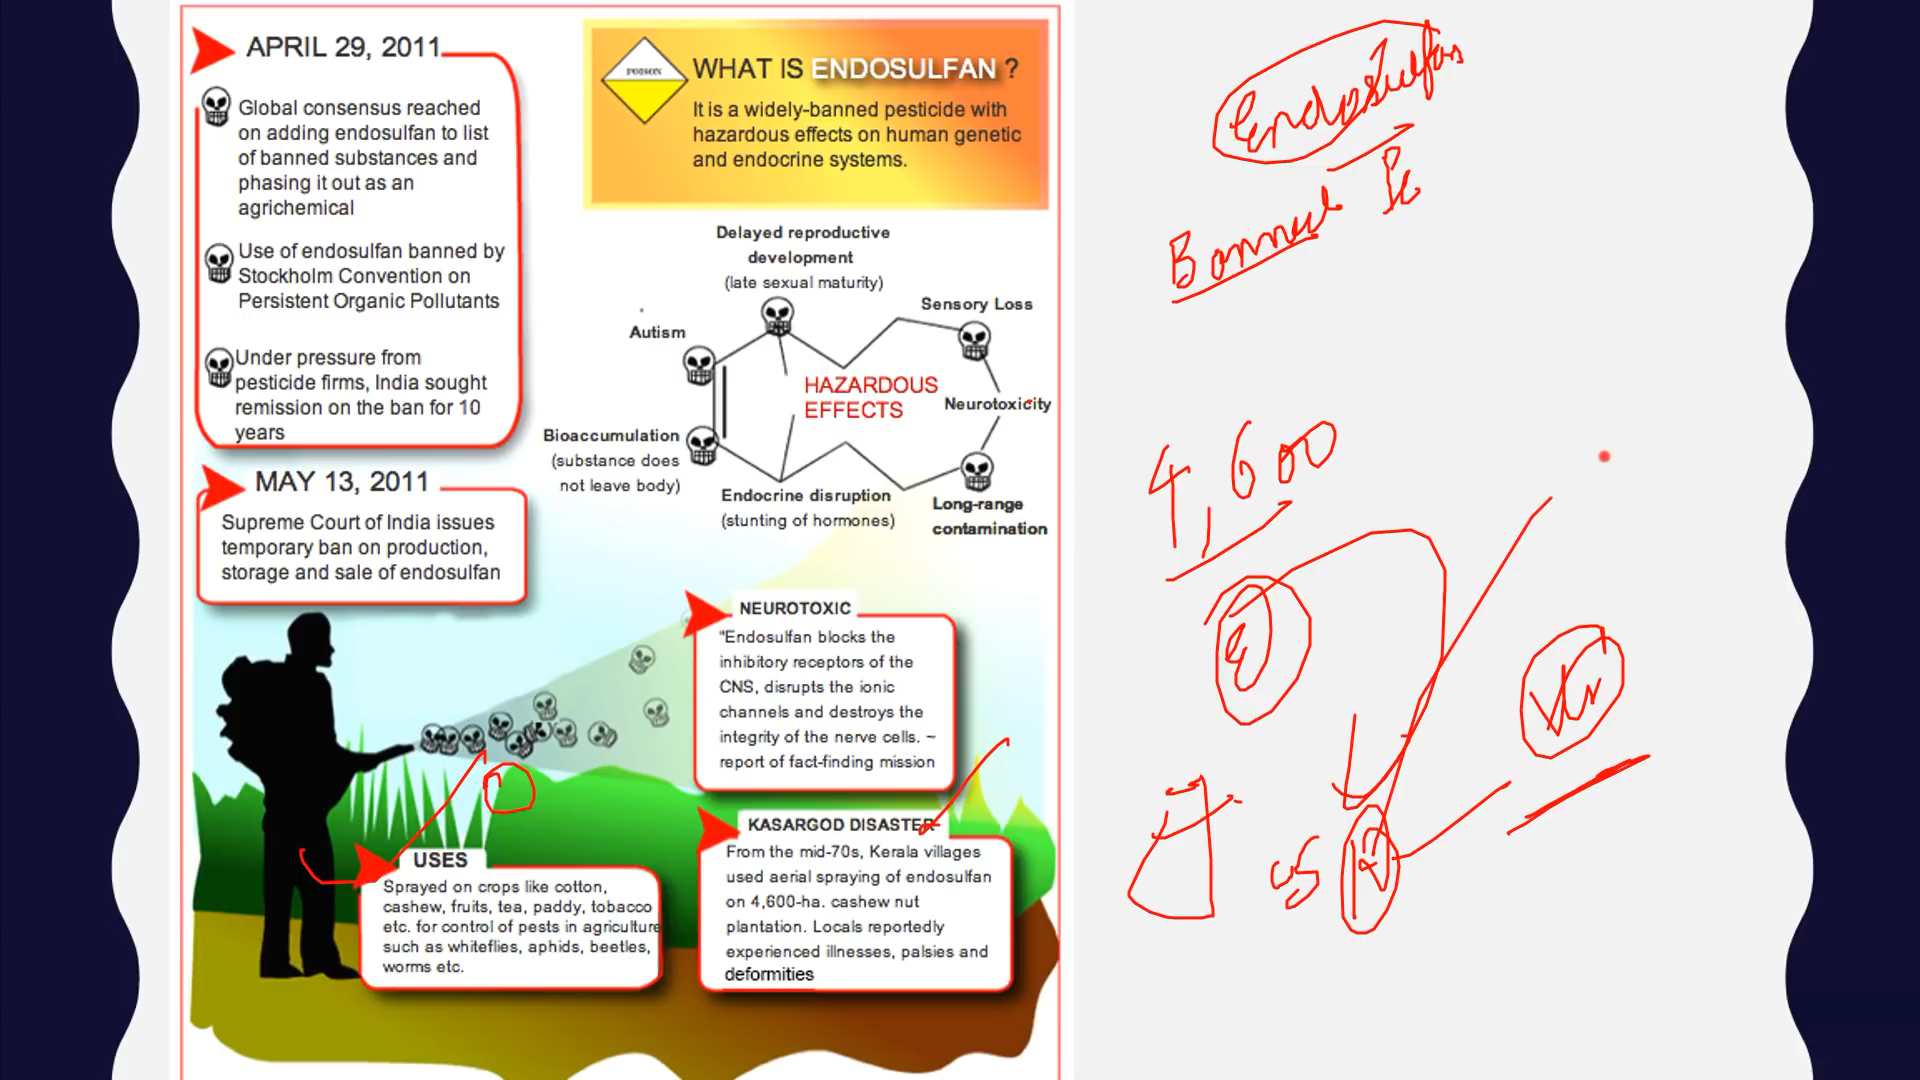 APRIL 29, 2011
Global consensus reached
on adding endosulfan to list
of banned substances and
phasing it out as an
agrichemical
Use of endosulfan banned by
Stockholm Convention on
Persistent Organic Pollutants
Under pressure from
pesticide firms, India sought
remission on the ban for 10
years
MAY 13, 2011
Supreme Court of India issues
temporary ban on production,
storage and sale of endosulfan
POISON
WHAT IS ENDOSULFAN ?
It is a widely-banned pesticide with
hazardous effects on human genetic
and endocrine systems.
Delayed reproductive
development
(late sexual maturity)
Sensory Loss
Autism
HAZARDOUS
EFFECTS
Neurotoxicity
Bioaccumulation
(substance does
not leave body)
Endocrine disruption
(stunting of hormones)
Long-range
contamination
NEUROTOXIC
"Endosulfan blocks the
inhibitory receptors of the
CNS, disrupts the ionic
channels and destroys the
integrity of the nerve cells. ~
report of fact-finding mission
USES
Sprayed on crops like cotton,
cashew, fruits, tea, paddy, tobacco
etc. for control of pests in agriculture
such as whiteflies, aphids, beetles,
worms etc.
KASARGOD DISASTER
From the mid-70s, Kerala villages
used aerial spraying of endosulfan
on 4,600-ha. cashew nut
plantation. Locals reportedly
experienced illnesses, palsies and
deformities
Endosulfan
Banned
4,600
E